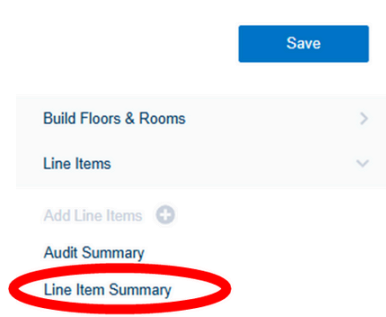 Save
Build Floors & Rooms
Line Items
Add Line Items
Audit Summary
Line Item Summary